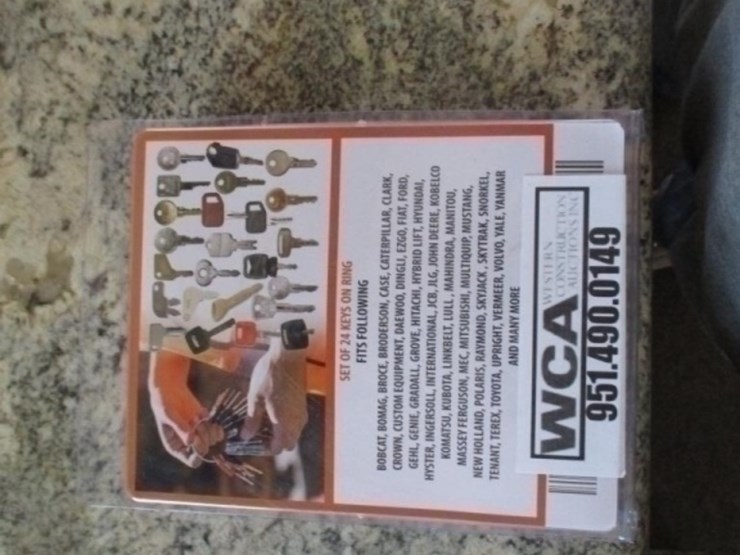 SET OF 24 KEYS ON RING
FITS FOLLOWING
BOBCAT, BOMAG, BROCE, BRODERSON, CASE, CATERPILLAR, CLARK,
CROWN, CUSTOM EQUIPMENT, DAEWOO, DINGLI, EZGO, FIAT, FORD,
GEHL, GENIE, GRADALL, GROVE, HITACHI, HYBRID LIFT, HYUNDAI,
HYSTER, INGERSOLL, INTERNATIONAL, JCB, JLG, JOHN DEERE, KOBELCO
KOMATSU, KUBOTA, LINKBELT, LULL, MAHINDRA, MANITOU,
MASSEY FERGUSON, MEC, MITSUBISHI, MULTIQUIP, MUSTANG,
NEW HOLLAND, POLARIS, RAYMOND, SKYJACK, SKYTRAK, SNORKEL,
TENANT, TEREX, TOYOTA, UPRIGHT, VERMEER, VOLVO, YALE, YANMAR
AND MANY MORE
WCA
WESTERN
CONSTRUCTION
AUCTIONS INC
951.490.0149